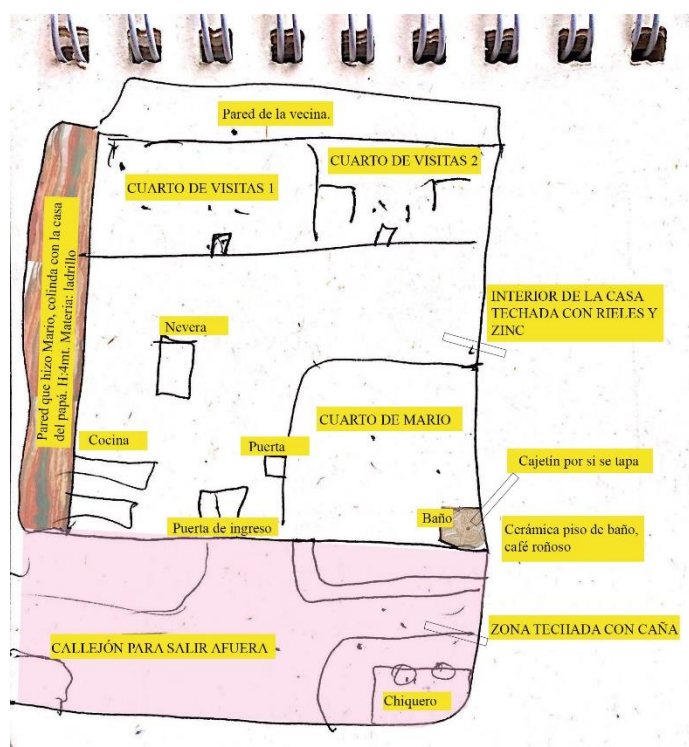 Pared de la vecina.
CUARTO DE VISITAS 2
CUARTO DE VISITAS 1
Pared que hizo Mario, colinda con la casa
del papá. H:4mt. Materia: ladrillo
INTERIOR DE LA CASA
TECHADA CON RIELES Y
ZINC
Nevera
CUARTO DE MARIO
Cocina
Puerta
Cajetín por si se tapa
Puerta de ingreso
Baño
Cerámica piso de baño,
café roñoso
ZONA TECHADA CON CAÑA
CALLEJÓN PARA SALIR AFUERA
Chiquero